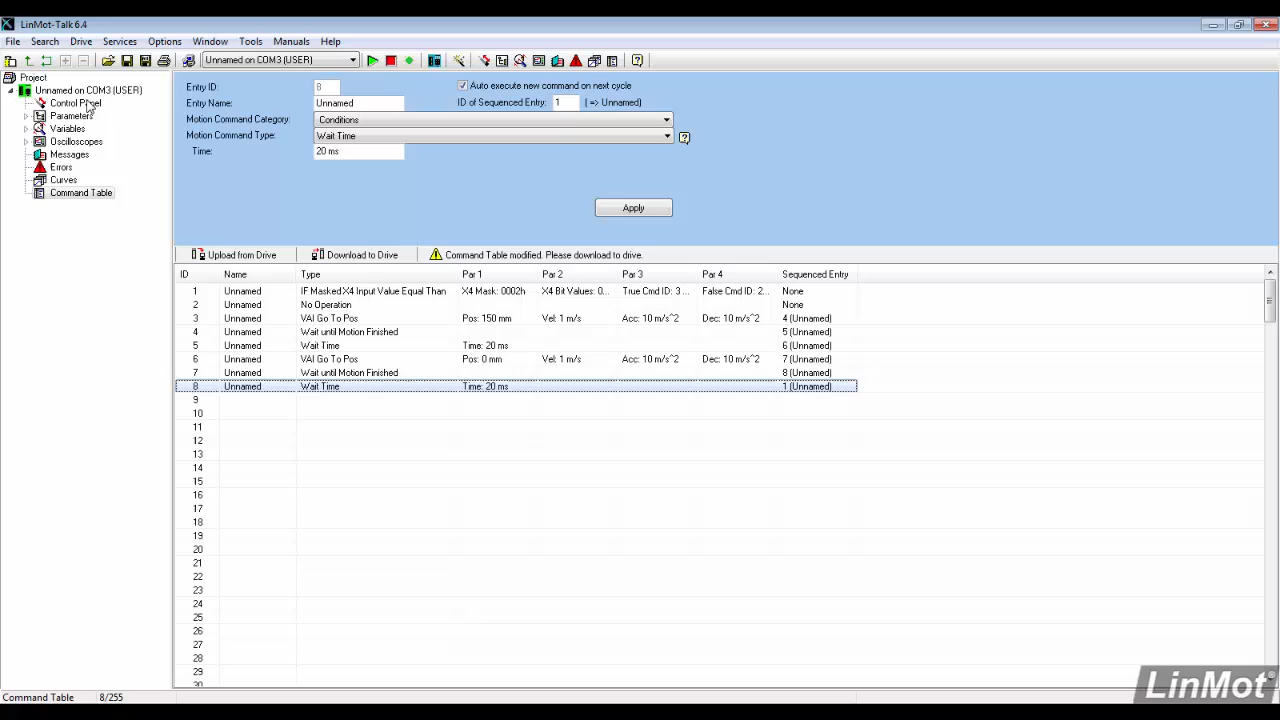 LinMot-Talk 6.4
File Search Drive Services Options Window Tools Manuals Help
Unnamed on COM3 (USER)
Project
Unnamed on COM3 (USER)
Control Panel
Parameters
Variables
Oscilloscopes
Messages
Errors
Curves
Command Table
Entry ID: 8 Auto execute new command on next cycle
Entry Name: Unnamed ID of Sequenced Entry: 1 ( => Unnamed)
Motion Command Category: Conditions
Motion Command Type: Wait Time
Time: 20 ms
Apply
Upload from Drive Download to Drive Command Table modified. Please download to drive.
ID Name Type Par 1 Par 2 Par 3 Par 4 Sequenced Entry
1 Unnamed IF Masked X4 Input Value Equal Than X4 Mask: 0002h X4 Bit Values: 0... True Cmd ID: 3 ... False Cmd ID: 2... None
2 Unnamed No Operation None
3 Unnamed VAI Go To Pos Pos: 150 mm Vel: 1 m/s Acc: 10 m/s^2 Dec: 10 m/s^2 4 (Unnamed)
4 Unnamed Wait until Motion Finished 5 (Unnamed)
5 Unnamed Wait Time Time: 20 ms 6 (Unnamed)
6 Unnamed VAI Go To Pos Pos: 0 mm Vel: 1 m/s Acc: 10 m/s^2 Dec: 10 m/s^2 7 (Unnamed)
7 Unnamed Wait until Motion Finished 8 (Unnamed)
8 Unnamed Wait Time Time: 20 ms 1 (Unnamed)
9
10
11
12
13
14
15
16
17
18
19
20
21
22
23
24
25
26
27
28
29
30
Command Table 8/255
LinMot®